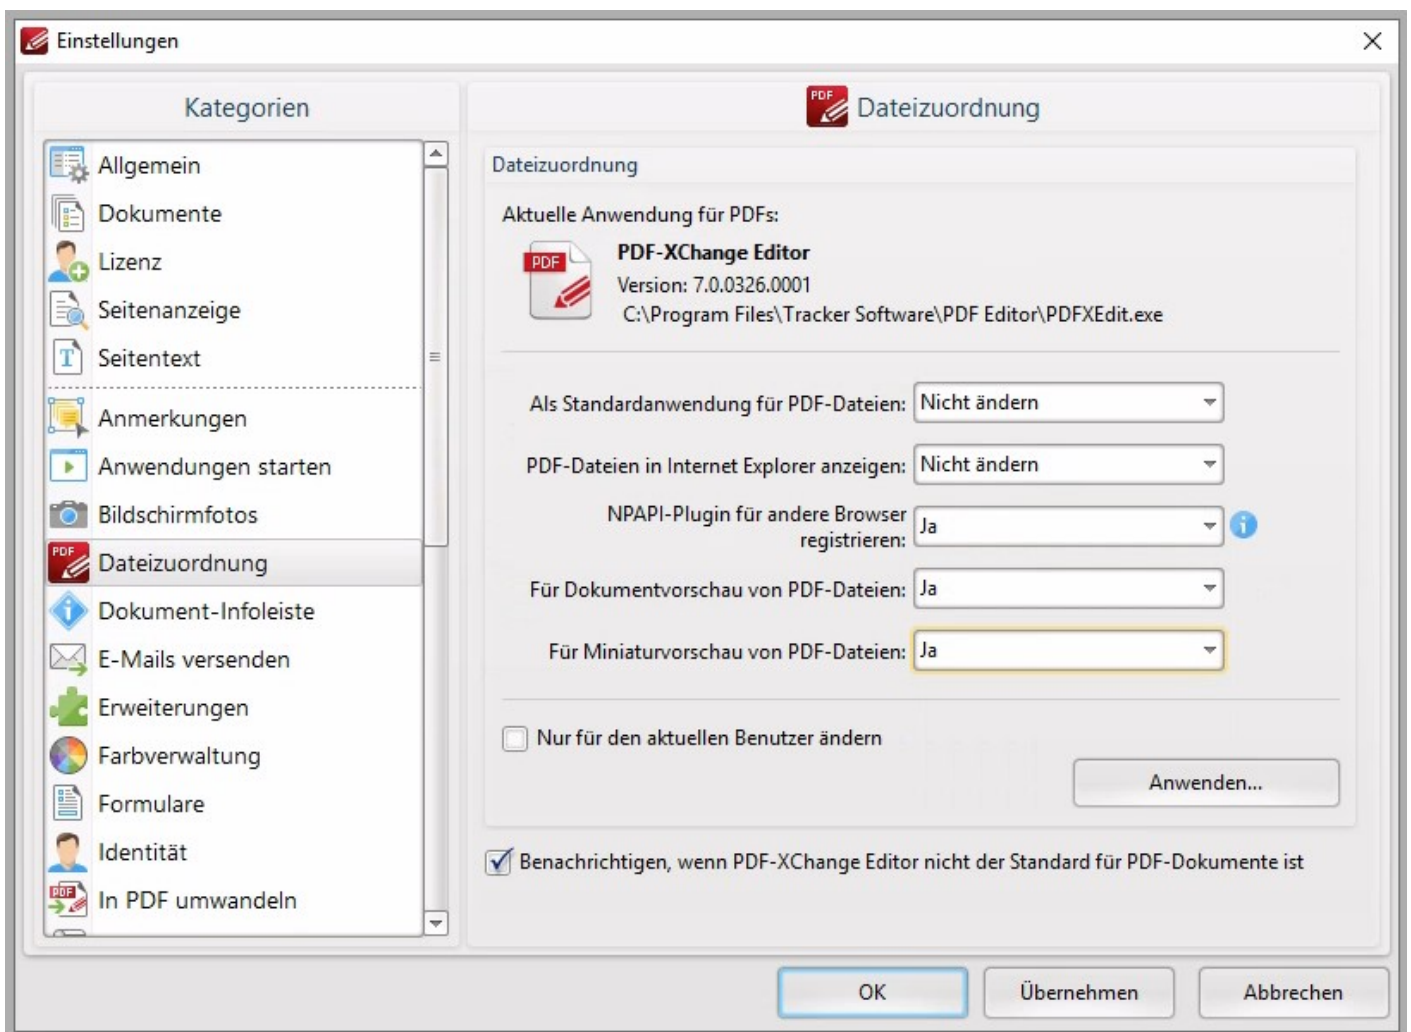 Einstellungen
Kategorien
Allgemein
Dokumente
Lizenz
Seitenanzeige
Seitentext
Anmerkungen
Anwendungen starten
Bildschirmfotos
PDF
Dateizuordnung
Dokument-Infoleiste
E-Mails versenden
Erweiterungen
Farbverwaltung
Formulare
Identität
PDF
In PDF umwandeln
PDF
Dateizuordnung
Dateizuordnung
Aktuelle Anwendung für PDFs:
PDF
PDF-XChange Editor
Version: 7.0.0326.0001
C:\Program Files\Tracker Software\PDF Editor\PDFXEdit.exe
Als Standardanwendung für PDF-Dateien: Nicht ändern
PDF-Dateien in Internet Explorer anzeigen: Nicht ändern
NPAPI-Plugin für andere Browser
registrieren: Ja
Für Dokumentvorschau von PDF-Dateien: Ja
Für Miniaturvorschau von PDF-Dateien: Ja
Nur für den aktuellen Benutzer ändern
Anwenden...
Benachrichtigen, wenn PDF-XChange Editor nicht der Standard für PDF-Dokumente ist
OK Übernehmen Abbrechen